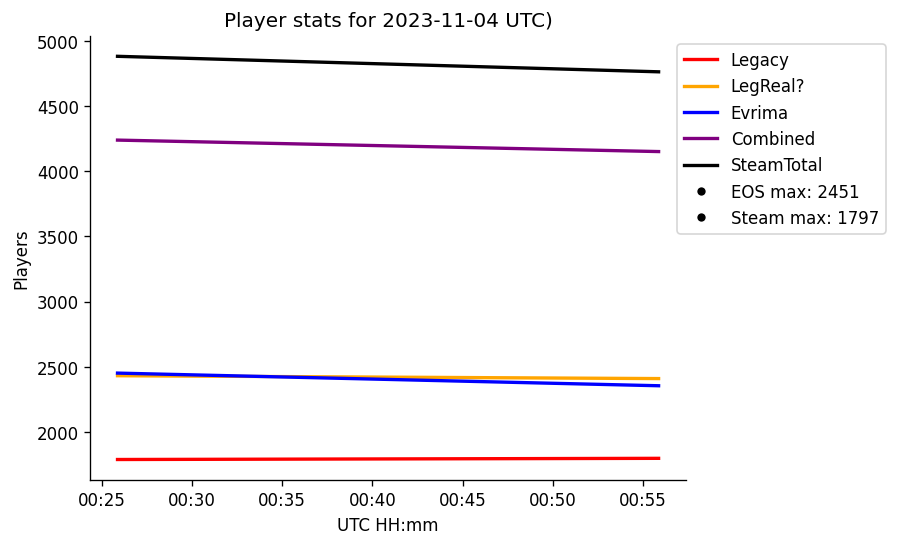 Player stats for 2023-11-04 UTC)
5000
4500
4000
3500
3000
2500
2000
Players
00:25 00:30 00:35 00:40 00:45 00:50 00:55
UTC HH:mm
Legacy
LegReal?
Evrima
Combined
SteamTotal
EOS max: 2451
Steam max: 1797